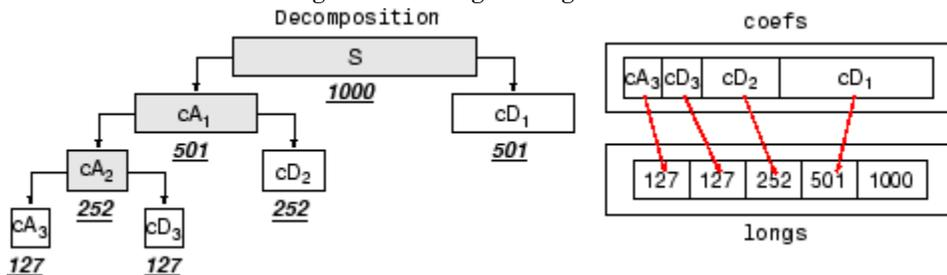 Decomposition
S
1000
cA1
501
cD1
501
cA2
252
cD2
252
cA3
127
cD3
127
coefs
cA3 cD3 cD2 cD1
127 127 252 501 1000
longs